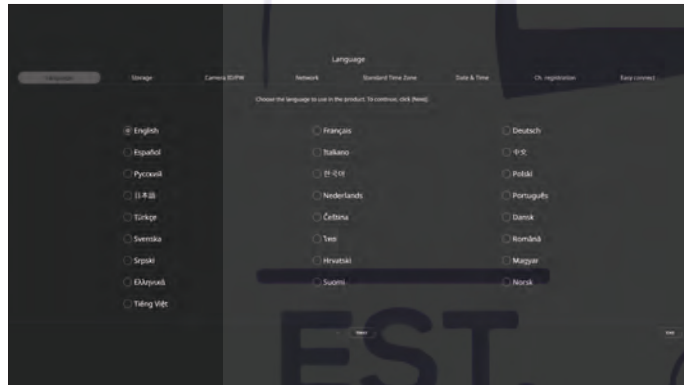 Language
Language Storage Camera ID/PW Network Standard Time Zone Date & Time Ch. registration Easy connect
Choose the language to use in the product. To continue, click [Next].
English Français Deutsch
Español Italiano 中文
Русский 한국어 Polski
日本語 Nederlands Português
Türkçe Čeština Dansk
Svenska ไทย Română
Srpski Hrvatski Magyar
Ελληνικά Suomi Norsk
Tiếng Việt
Next Exit
EST.